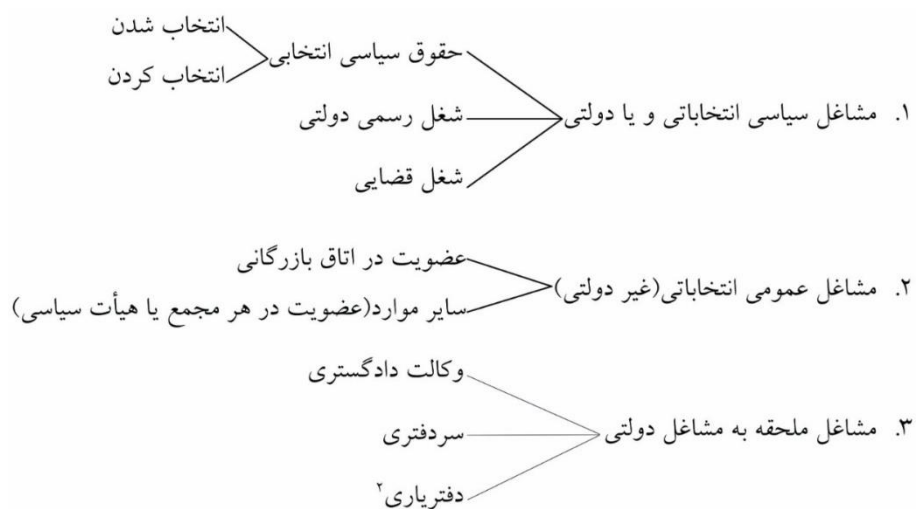 انتخاب شدن
حقوق سیاسی انتخابی
انتخاب کردن
۱. مشاغل سیاسی انتخاباتی و یا دولتی
شغل رسمی دولتی
شغل قضایی
عضویت در اتاق بازرگانی
۲. مشاغل عمومی انتخاباتی(غیر دولتی)
سایر موارد(عضویت در هر مجمع یا هیأت سیاسی)
وکالت دادگستری
۳. مشاغل ملحقه به مشاغل دولتی
سردفتری
دفتریاری۲